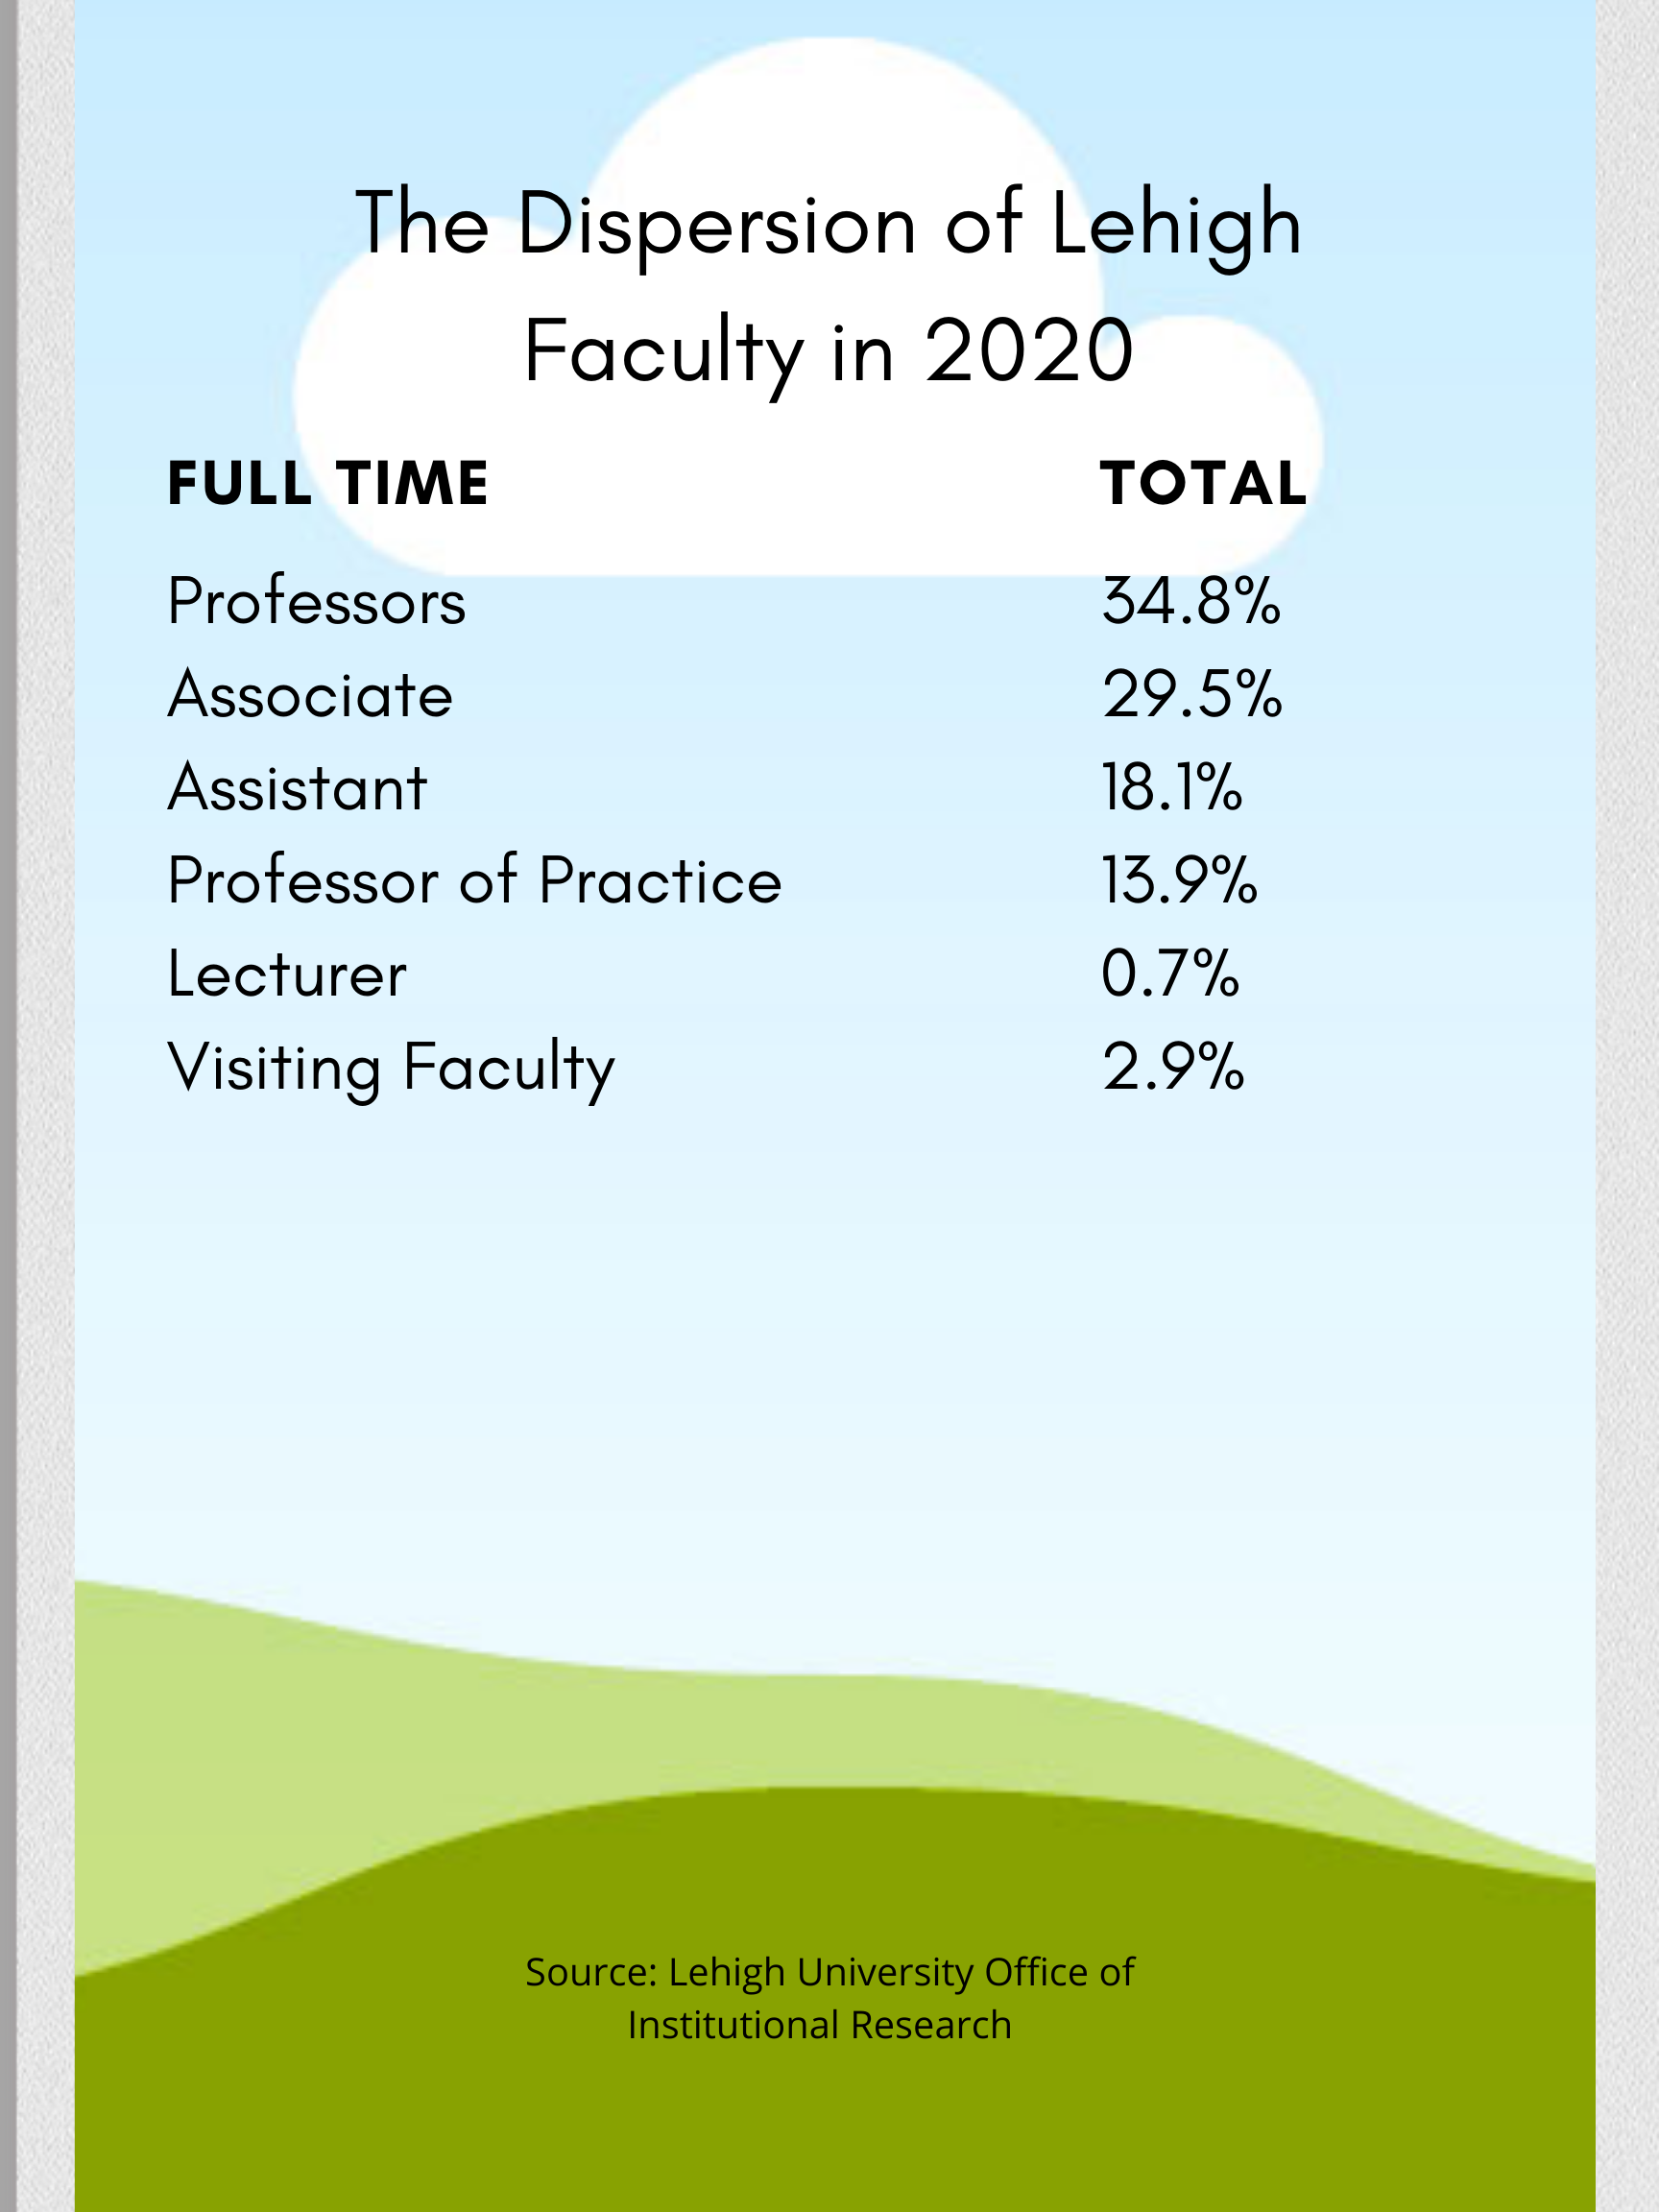 The Dispersion of Lehigh
Faculty in 2020
FULL TIME TOTAL
Professors 34.8%
Associate 29.5%
Assistant 18.1%
Professor of Practice 13.9%
Lecturer 0.7%
Visiting Faculty 2.9%
Source: Lehigh University Office of
Institutional Research